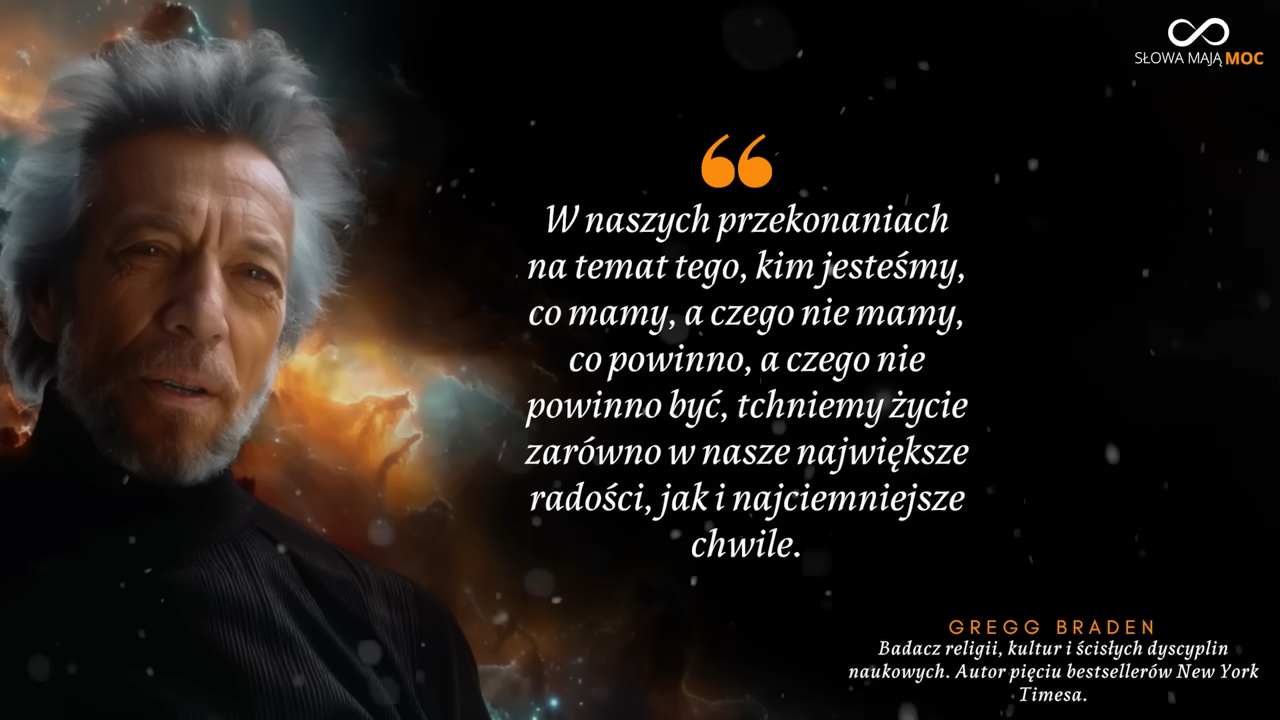 SŁOWA MAJĄ MOC
W naszych przekonaniach
na temat tego, kim jesteśmy,
co mamy, a czego nie mamy,
co powinno, a czego nie
powinno być, tchniemy życie
zarówno w nasze największe
radości, jak i najciemniejsze
chwile.
GREGG BRADEN
Badacz religii, kultur i ścisłych dyscyplin
naukowych. Autor pięciu bestsellerów New York
Timesa.